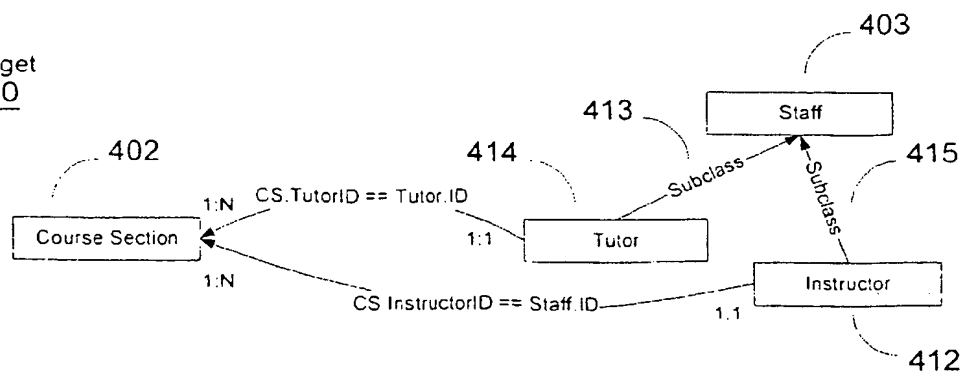 403
get
0
Staff
413
402
414
415
Subclass
Subclass
1:N
CS.TutorID == Tutor.ID
Course Section
1:1
Tutor
1:N
Instructor
CS InstructorID == Staff.ID
1.1
412